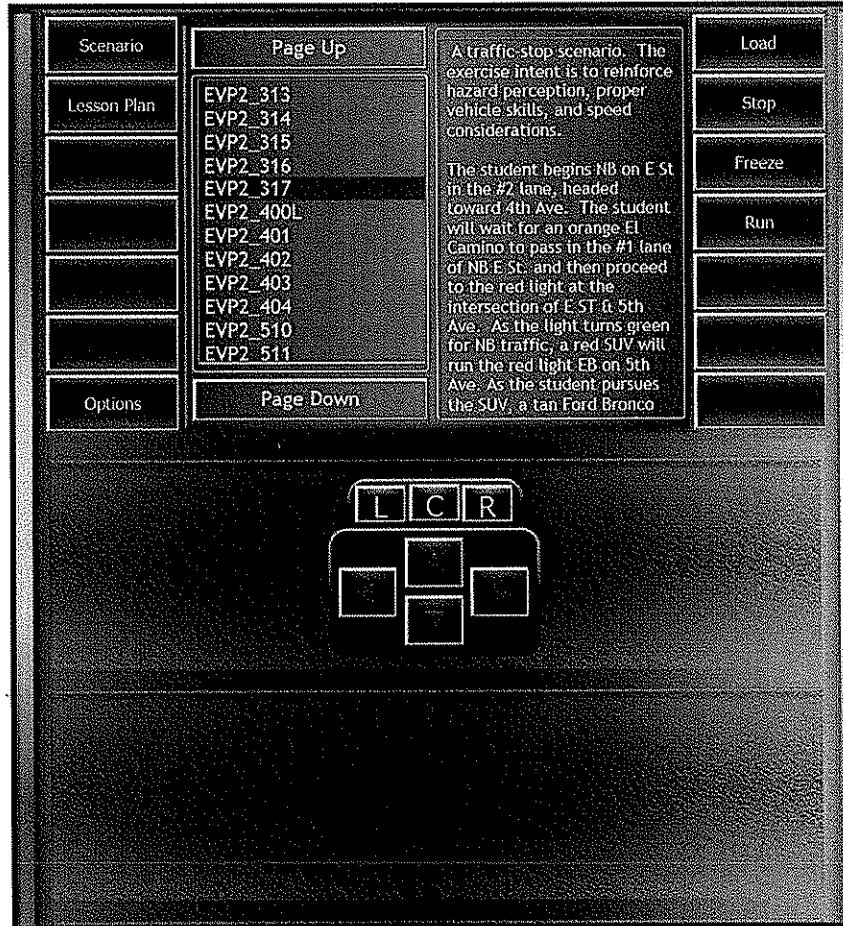 Scenario
Lesson Plan
Options
Page Up
EVP2_313
EVP2_314
EVP2_315
EVP2_316
EVP2_317
EVP2_400L
EVP2_401
EVP2_402
EVP2_403
EVP2_404
EVP2_510
EVP2_511
Page Down
A traffic-stop scenario. The
exercise intent is to reinforce
hazard perception, proper
vehicle skills, and speed
considerations.
The student begins NB on E St
in the #2 lane, headed
toward 4th Ave. The student
will wait for an orange El
Camino to pass in the #1 lane
of NB E St. and then proceed
to the red light at the
intersection of E ST & 5th
Ave. As the light turns green
for NB traffic, a red SUV will
run the red light EB on 5th
Ave. As the student pursues
the SUV, a tan Ford Bronco
Load
Stop
Freeze
Run
L C R